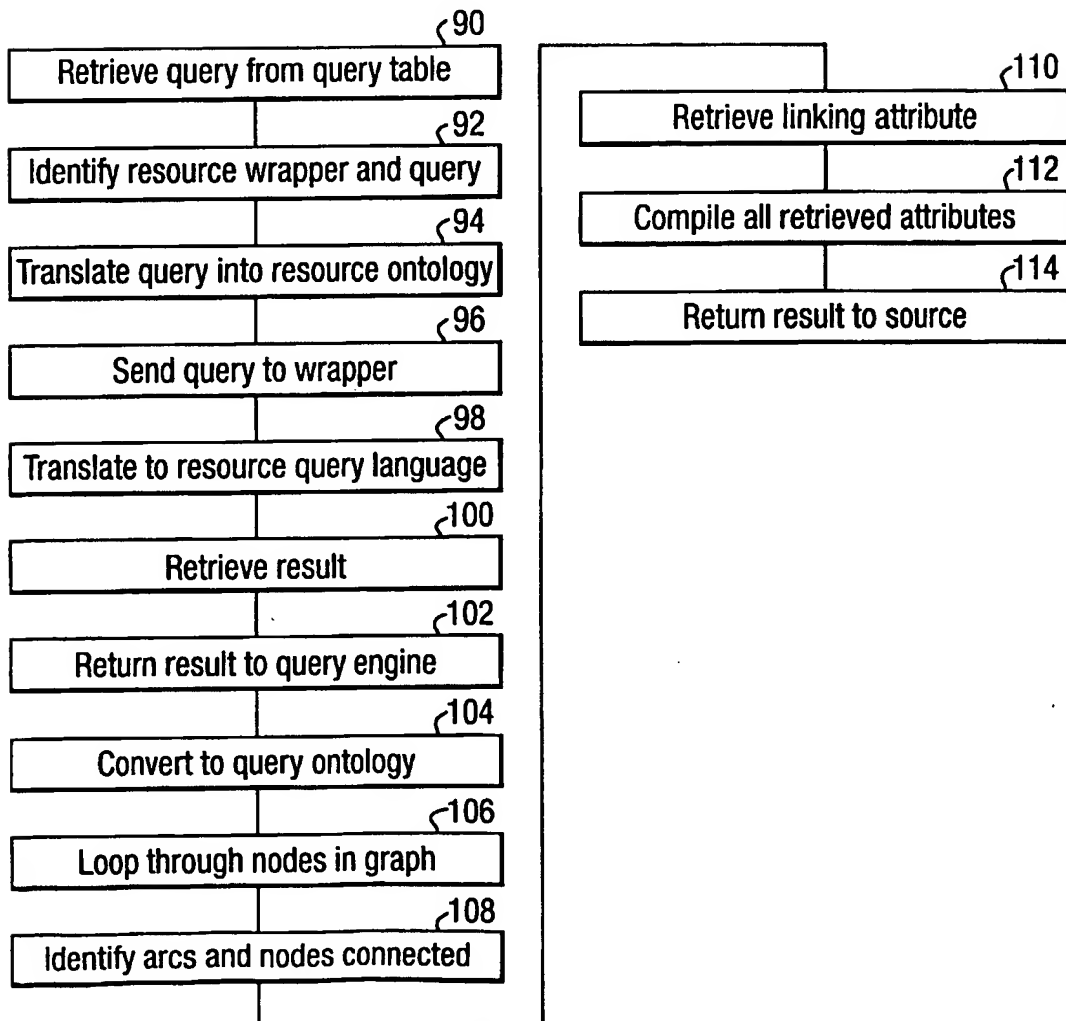 90
Retrieve query from query table
92
Identify resource wrapper and query
94
Translate query into resource ontology
96
Send query to wrapper
98
Translate to resource query language
100
Retrieve result
102
Return result to query engine
104
Convert to query ontology
106
Loop through nodes in graph
108
Identify arcs and nodes connected
110
Retrieve linking attribute
112
Compile all retrieved attributes
114
Return result to source